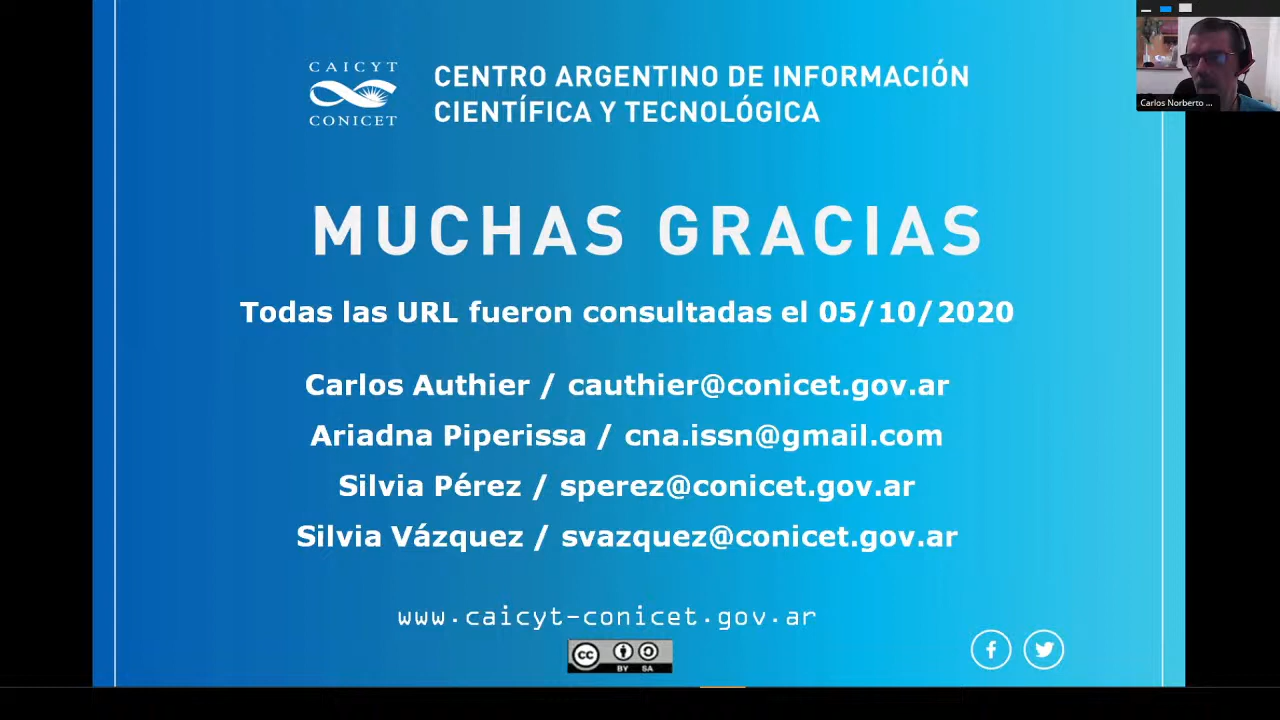 CAICYT
CONICET
CENTRO ARGENTINO DE INFORMACIÓN
CIENTÍFICA Y TECNOLÓGICA
Carlos Norberto ...
MUCHAS GRACIAS
Todas las URL fueron consultadas el 05/10/2020
Carlos Authier / cauthier@conicet.gov.ar
Ariadna Piperissa / cna.issn@gmail.com
Silvia Pérez / sperez@conicet.gov.ar
Silvia Vázquez / svazquez@conicet.gov.ar
www.caicyt-conicet.gov.ar
cc BY SA